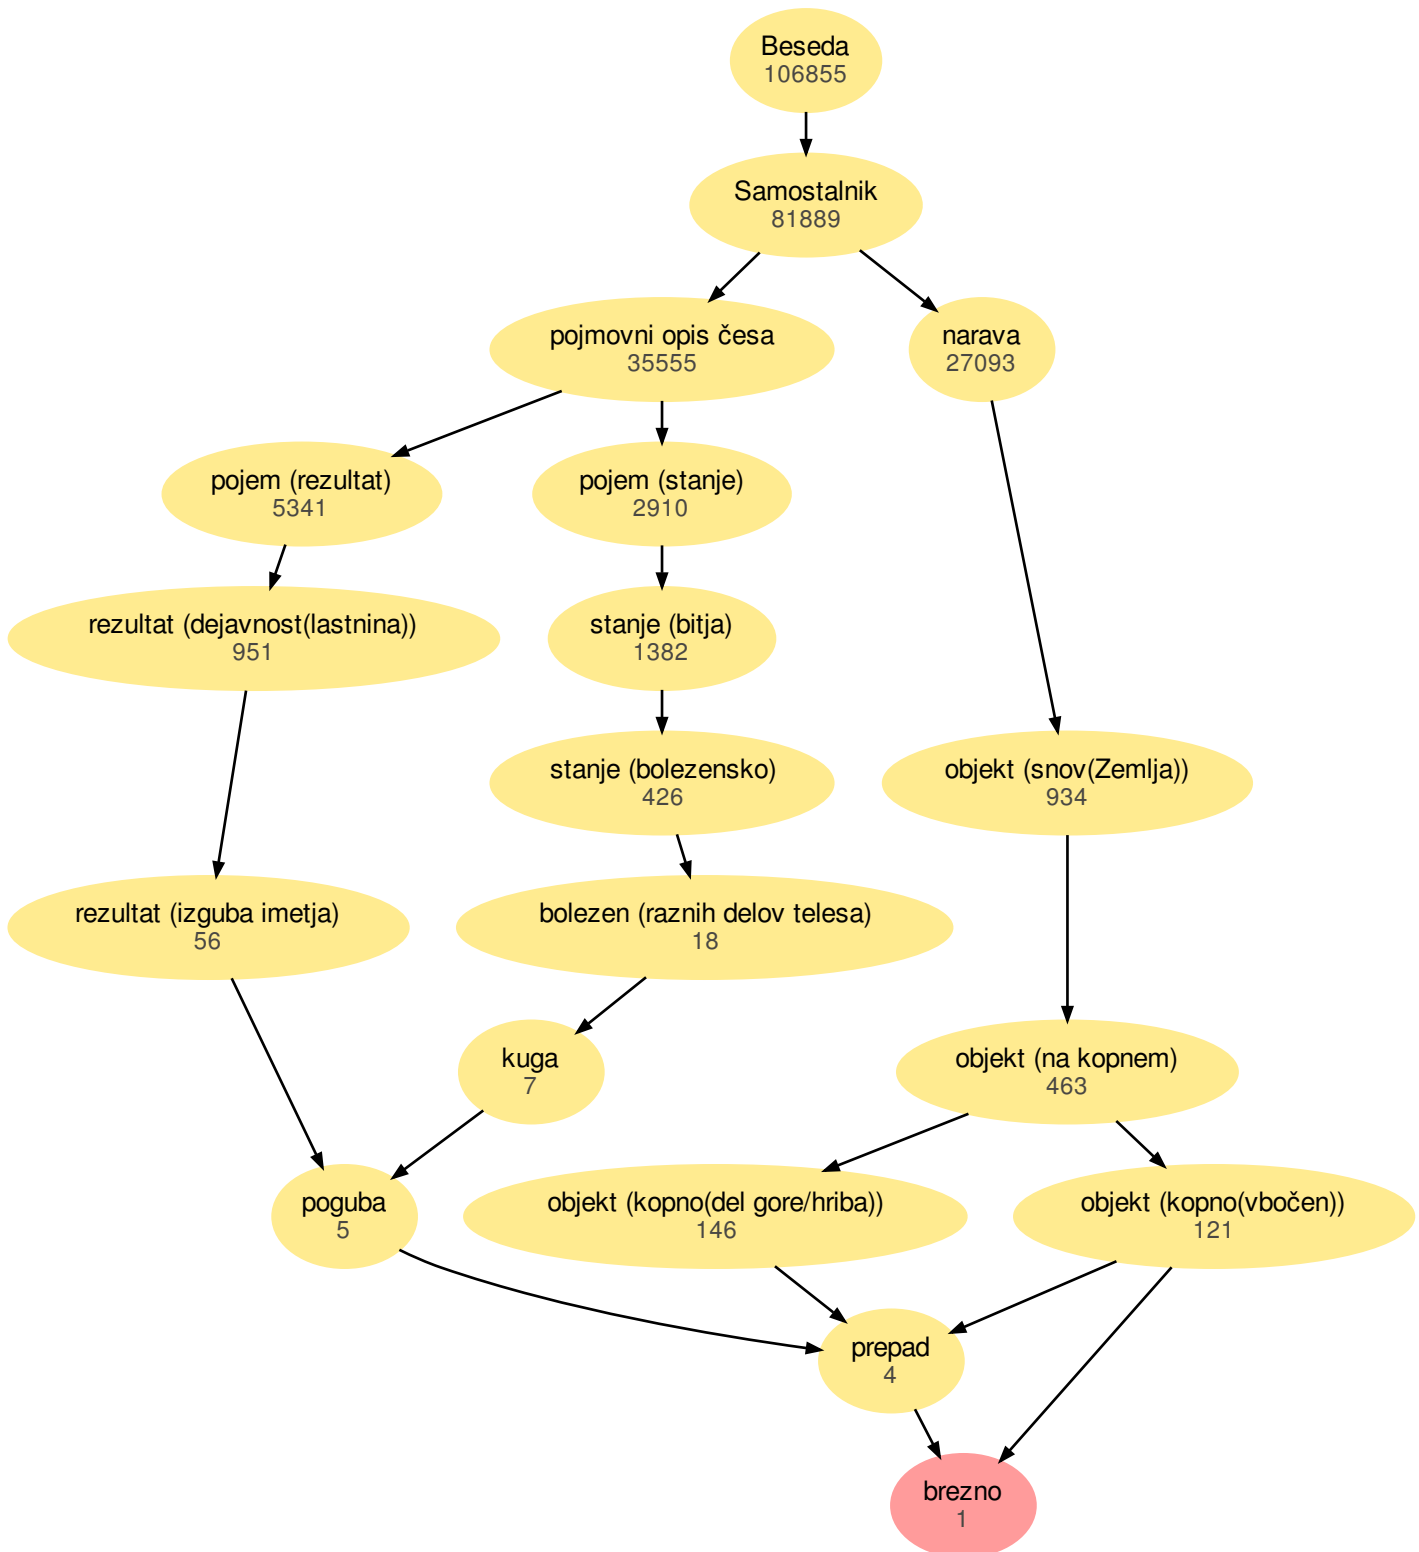 Beseda
106855
Samostalnik
81889
pojmovni opis česa
35555
narava
27093
pojem (rezultat)
5341
pojem (stanje)
2910
rezultat (dejavnost(lastnina))
951
stanje (bitja)
1382
stanje (bolezensko)
426
objekt (snov(Zemlja))
934
rezultat (izguba imetja)
56
bolezen (raznih delov telesa)
18
kuga
7
objekt (na kopnem)
463
poguba
5
objekt (kopno(del gore/hriba))
146
objekt (kopno(vbočen))
121
prepad
4
brezno
1